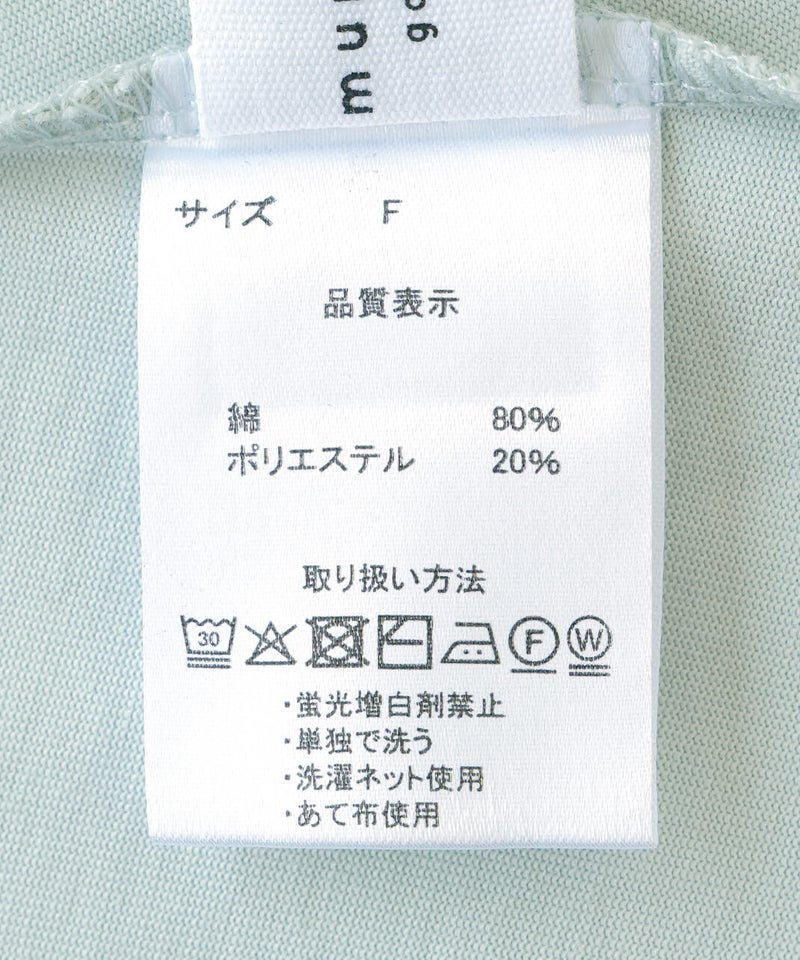 サイズ F
品質表示
綿 80%
ポリエステル 20%
取り扱い方法
30 F W
・蛍光増白剤禁止
・単独で洗う
・洗濯ネット使用
・あて布使用